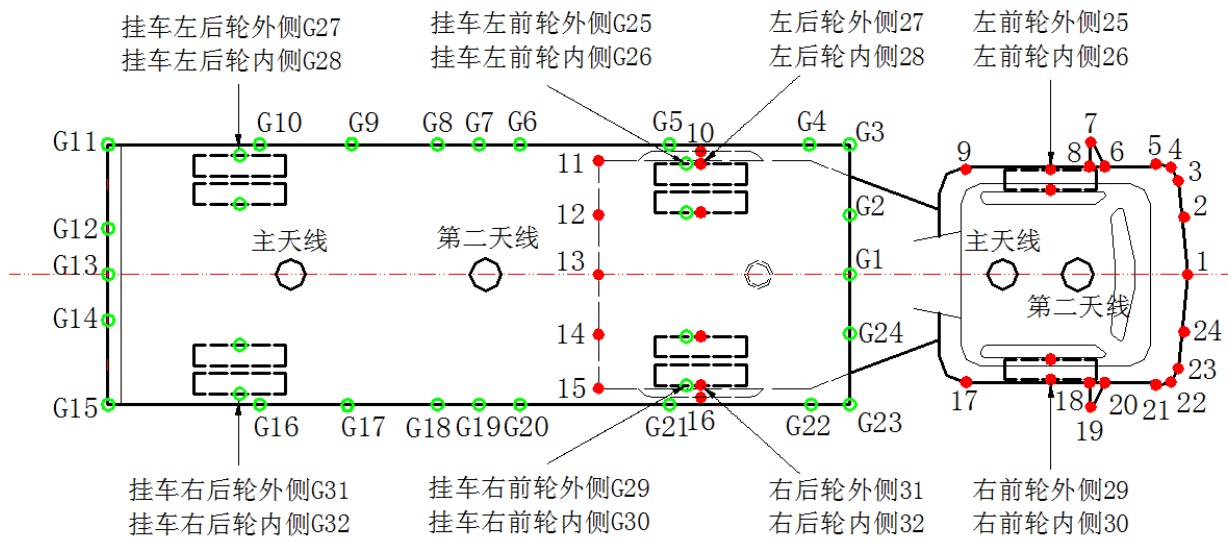 挂车左后轮外侧G27
挂车左后轮内侧G28
挂车左前轮外侧G25
挂车左前轮内侧G26
左后轮外侧27
左后轮内侧28
左前轮外侧25
左前轮内侧26
G11
G10
G9
G8
G7
G6
G5
10
G4
G3
7
11
9
8
6
5
4
3
G12
12
G2
2
主天线
第二天线
主天线
G13
13
G1
1
第二天线
G14
14
G24
24
15
23
G15
G16
G17
G18
G19
G20
G21
16
G22
G23
17
18
19
20
21
22
挂车右后轮外侧G31
挂车右后轮内侧G32
挂车右前轮外侧G29
挂车右前轮内侧G30
右后轮外侧31
右后轮内侧32
右前轮外侧29
右前轮内侧30